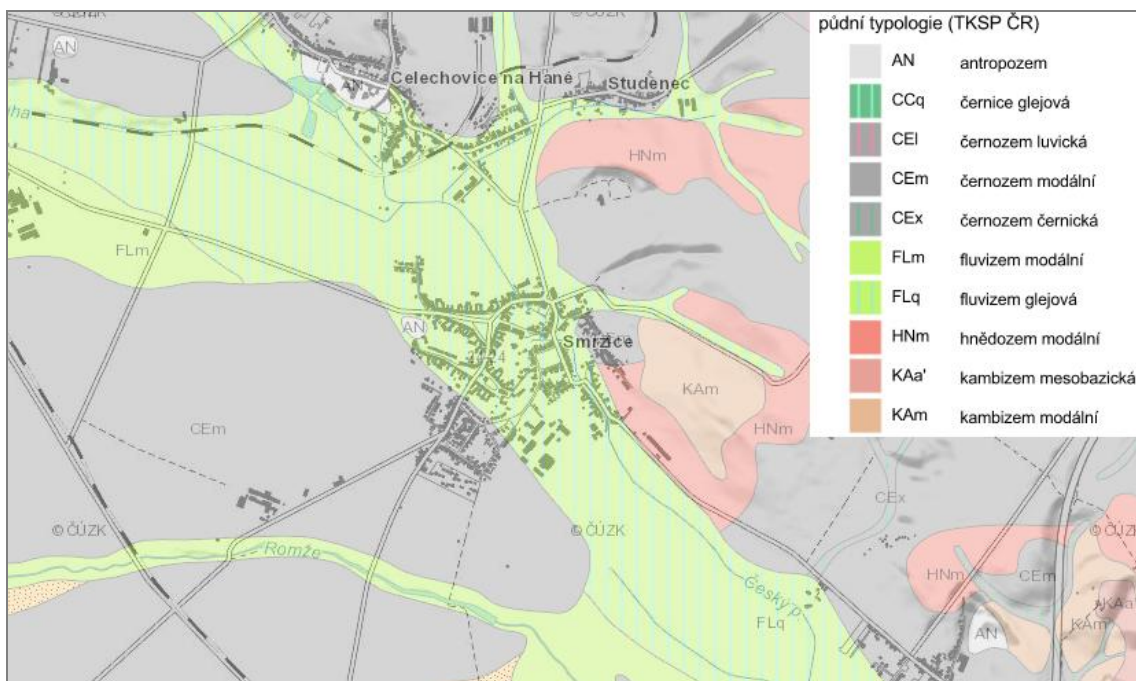 půdní typologie (TKSP ČR)
AN antropozem
CCq černice glejová
CEl černozem luvická
CEm černozem modální
CEx černozem černická
FLm fluvizem modální
FLq fluvizem glejová
HNm hnědozem modální
KAa' kambizem mesobazická
KAm kambizem modální
AN
AN
Čelechovice na Hané
Studenec
HNm
FLm
AN
Smržice
KAm
HNm
CEm
CEx
© ČÚZK
© ČÚZK
© ČÚZK
Romže
Český p.
FLq
HNm
CEm
AN
KAm
KAa'